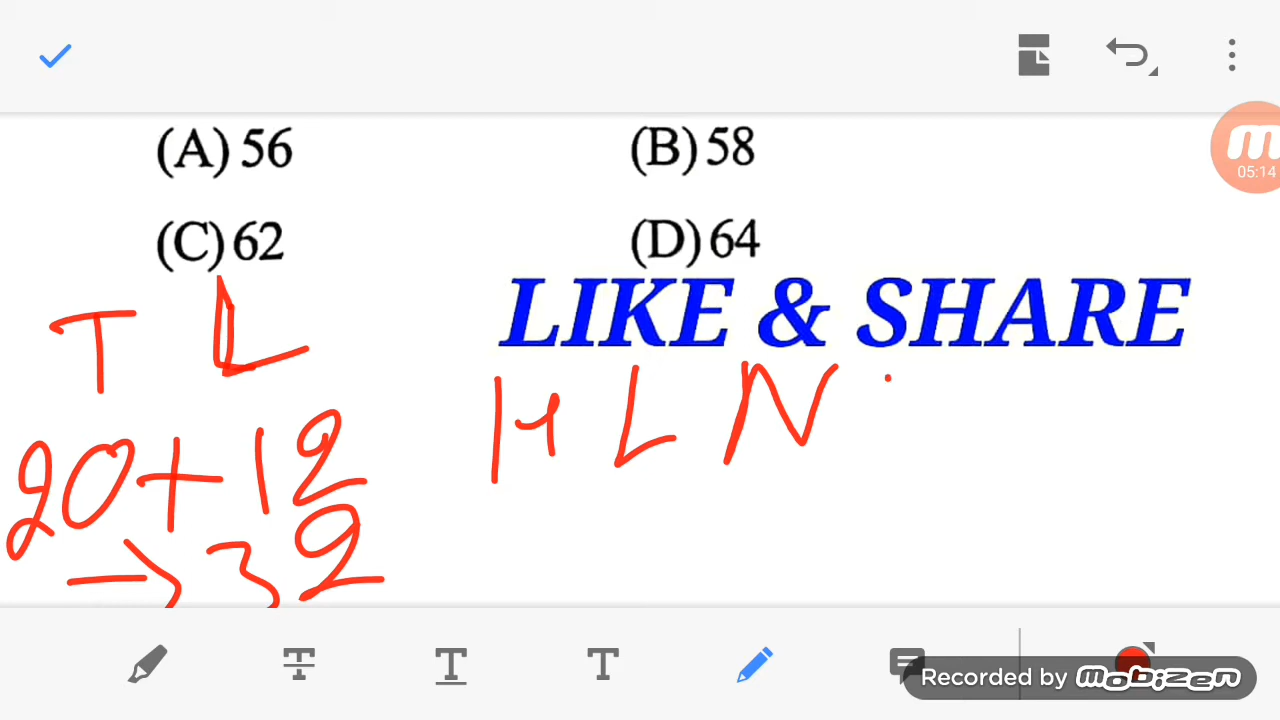 05:14
(A) 56 (B) 58
(C) 62 (D) 64
LIKE & SHARE
T L
H L N
20+12
→ 32
T T T
Recorded by mobizen